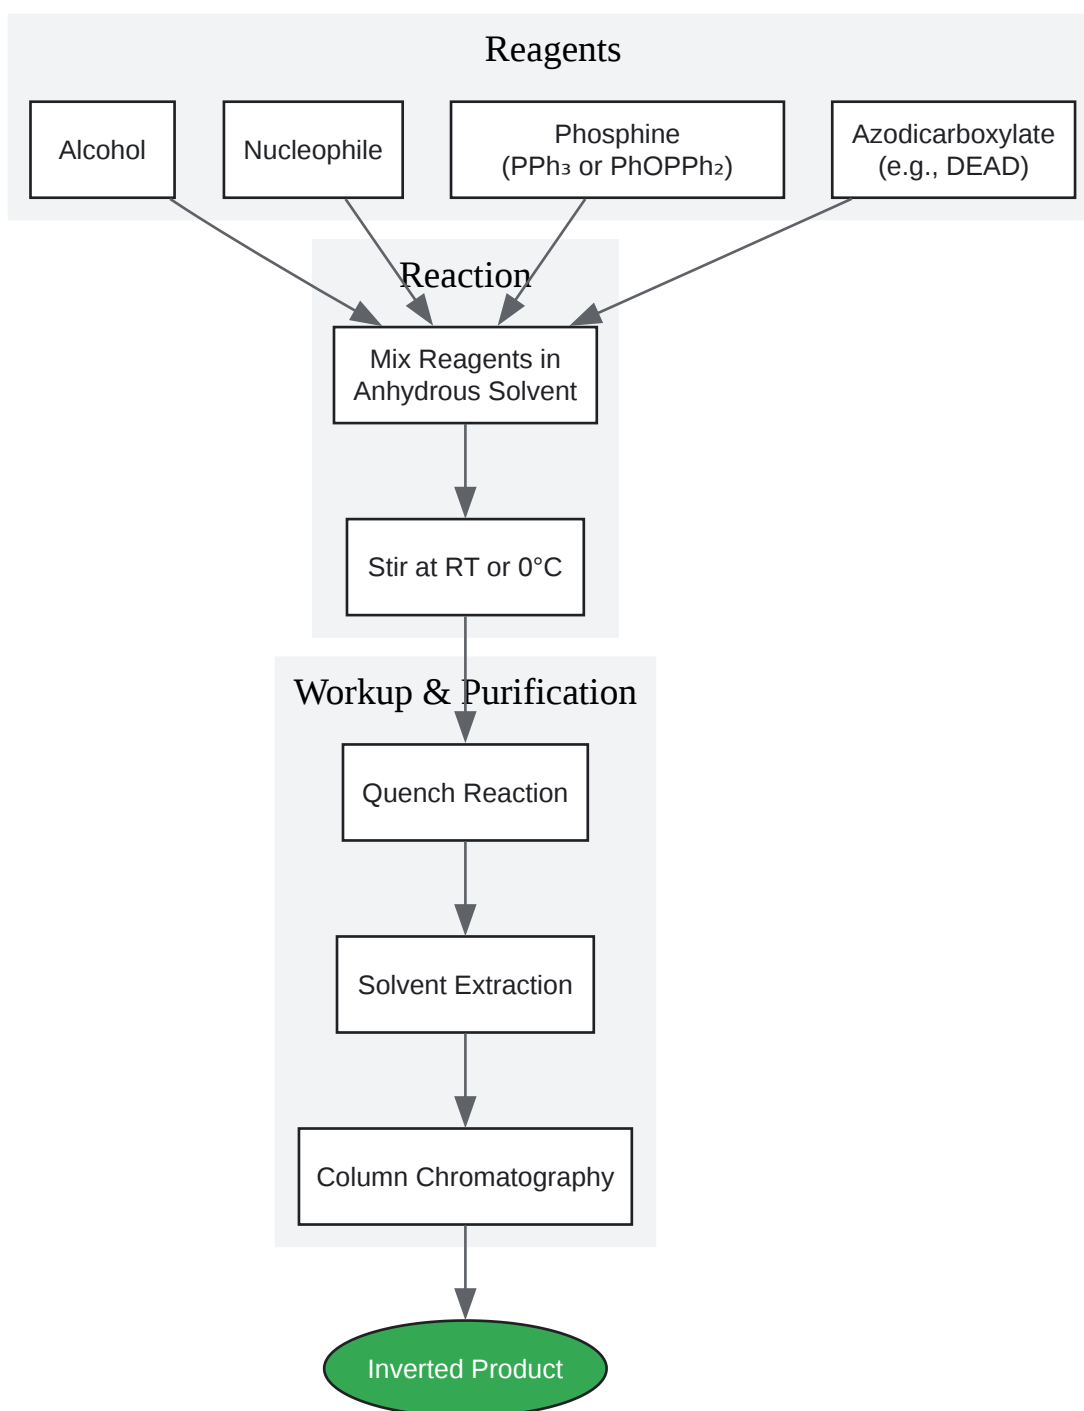 Reagents
Alcohol
Nucleophile
Phosphine
(PPh₃ or PhOPPh₂)
Azodicarboxylate
(e.g., DEAD)
Reaction
Mix Reagents in
Anhydrous Solvent
Stir at RT or 0°C
Workup & Purification
Quench Reaction
Solvent Extraction
Column Chromatography
Inverted Product